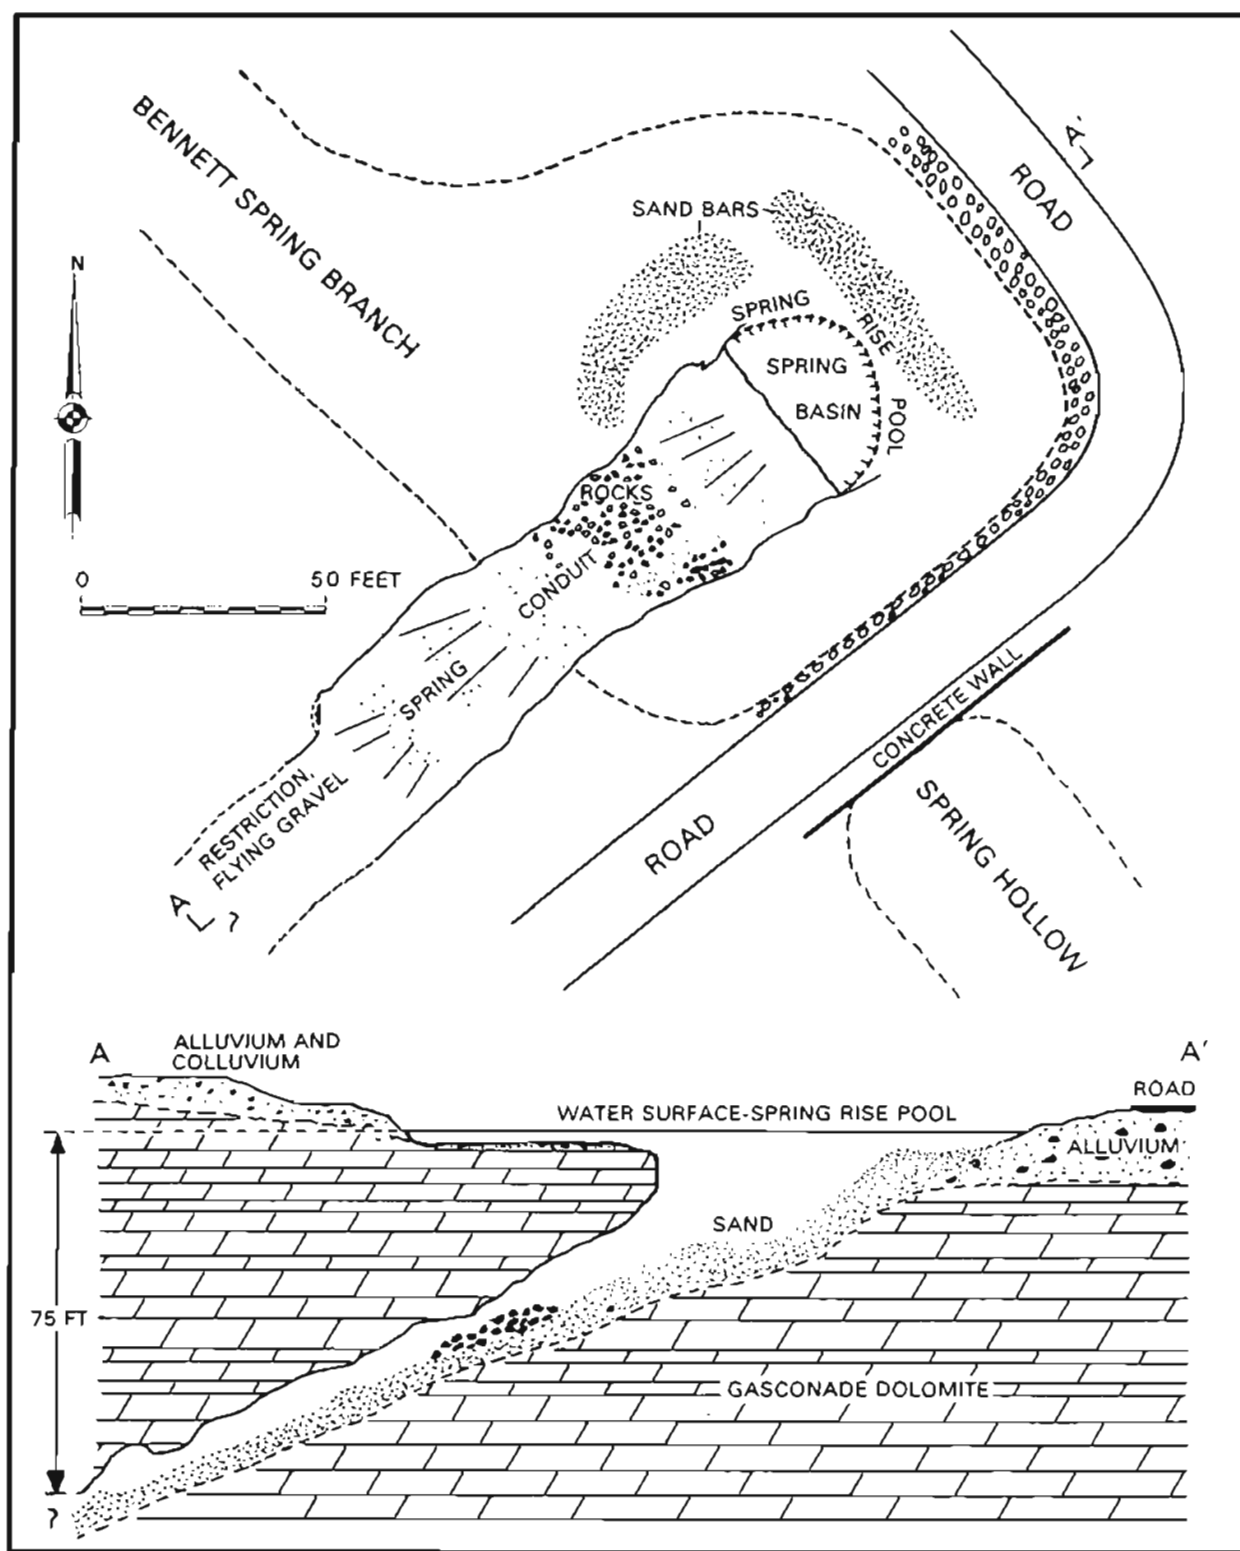 BENNETT SPRING BRANCH
N
0 50 FEET
A'
ROAD
SAND BARS
SPRING
RISE
POOL
SPRING
BASIN
ROCKS
CONDUIT
SPRING
RESTRICTION,
FLYING GRAVEL
A
?
ROAD
CONCRETE WALL
SPRING HOLLOW
A
ALLUVIUM AND
COLLUVIUM
A'
ROAD
WATER SURFACE-SPRING RISE POOL
ALLUVIUM
SAND
75 FT
GASCONADE DOLOMITE
?